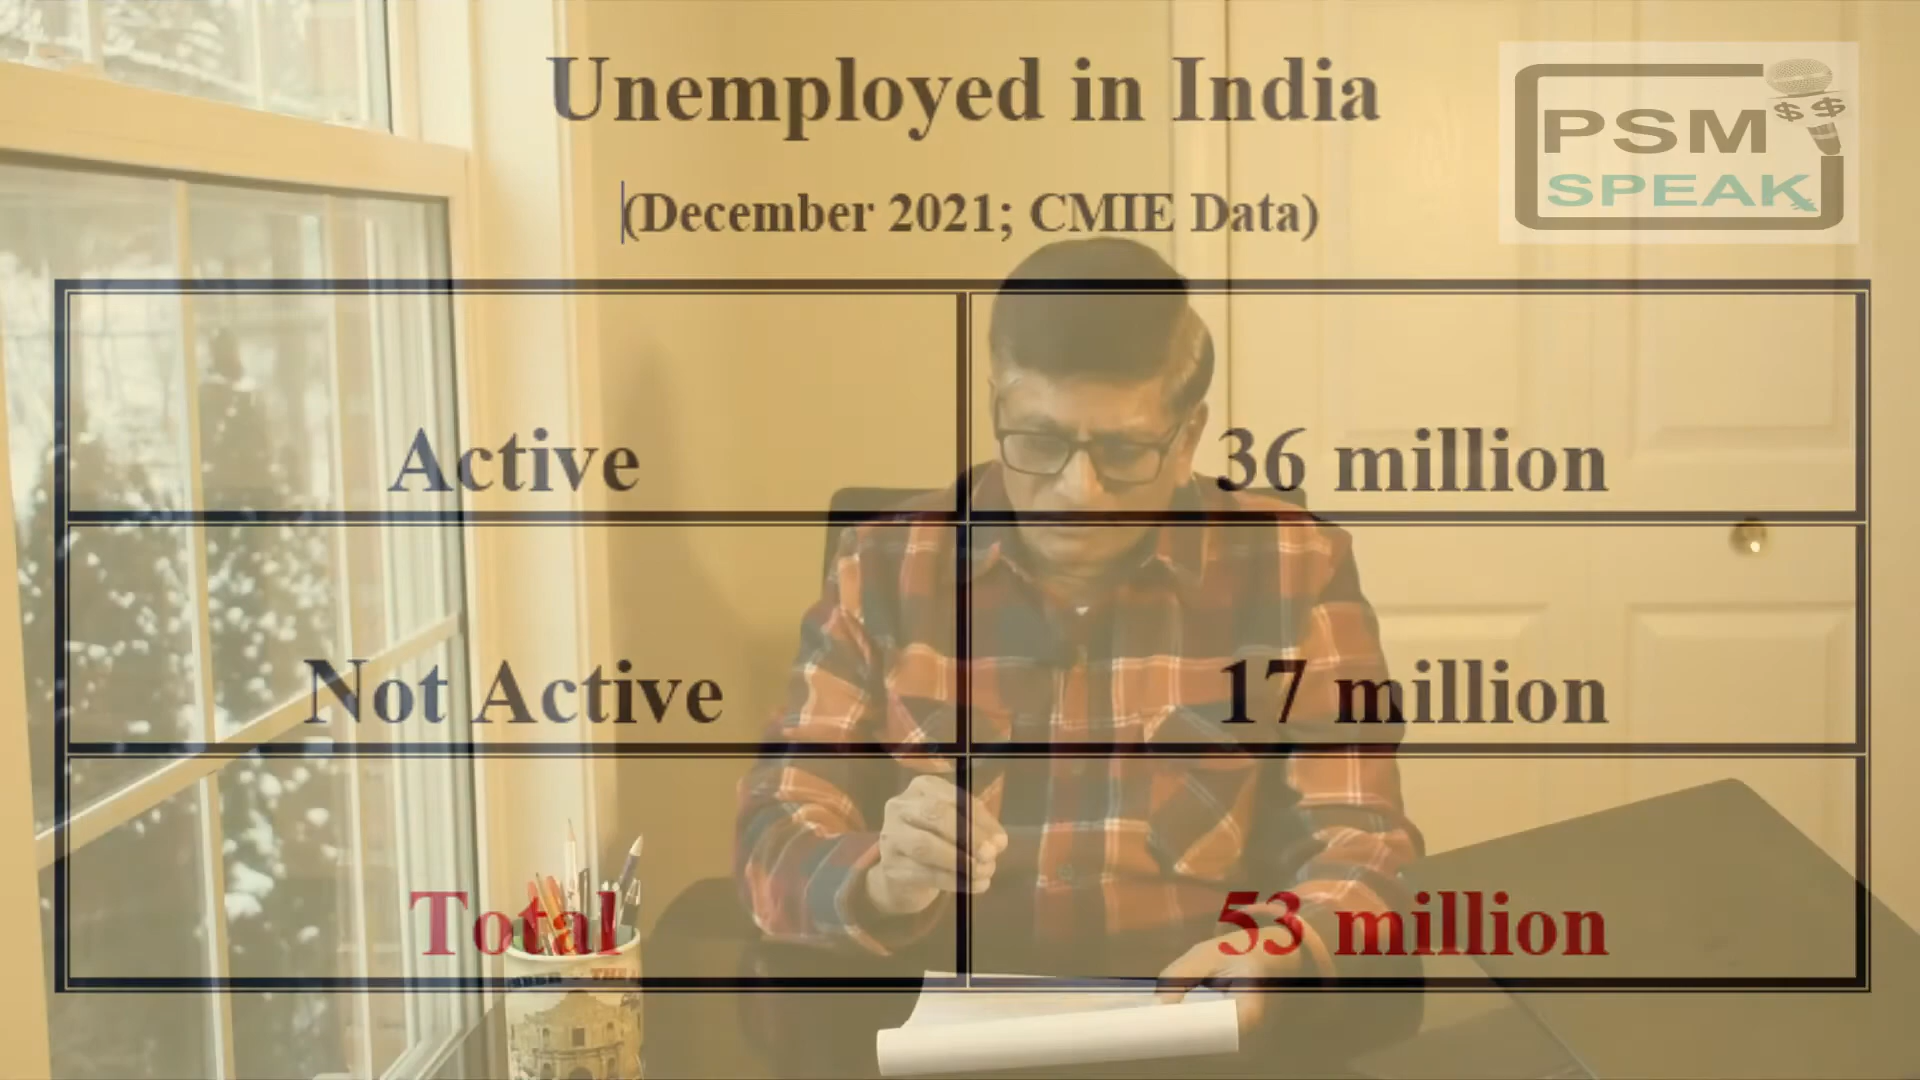 Unemployed in India
(December 2021; CMIE Data)
PSM
$$
SPEAK
Active
36 million
Not Active
17 million
Total
53 million